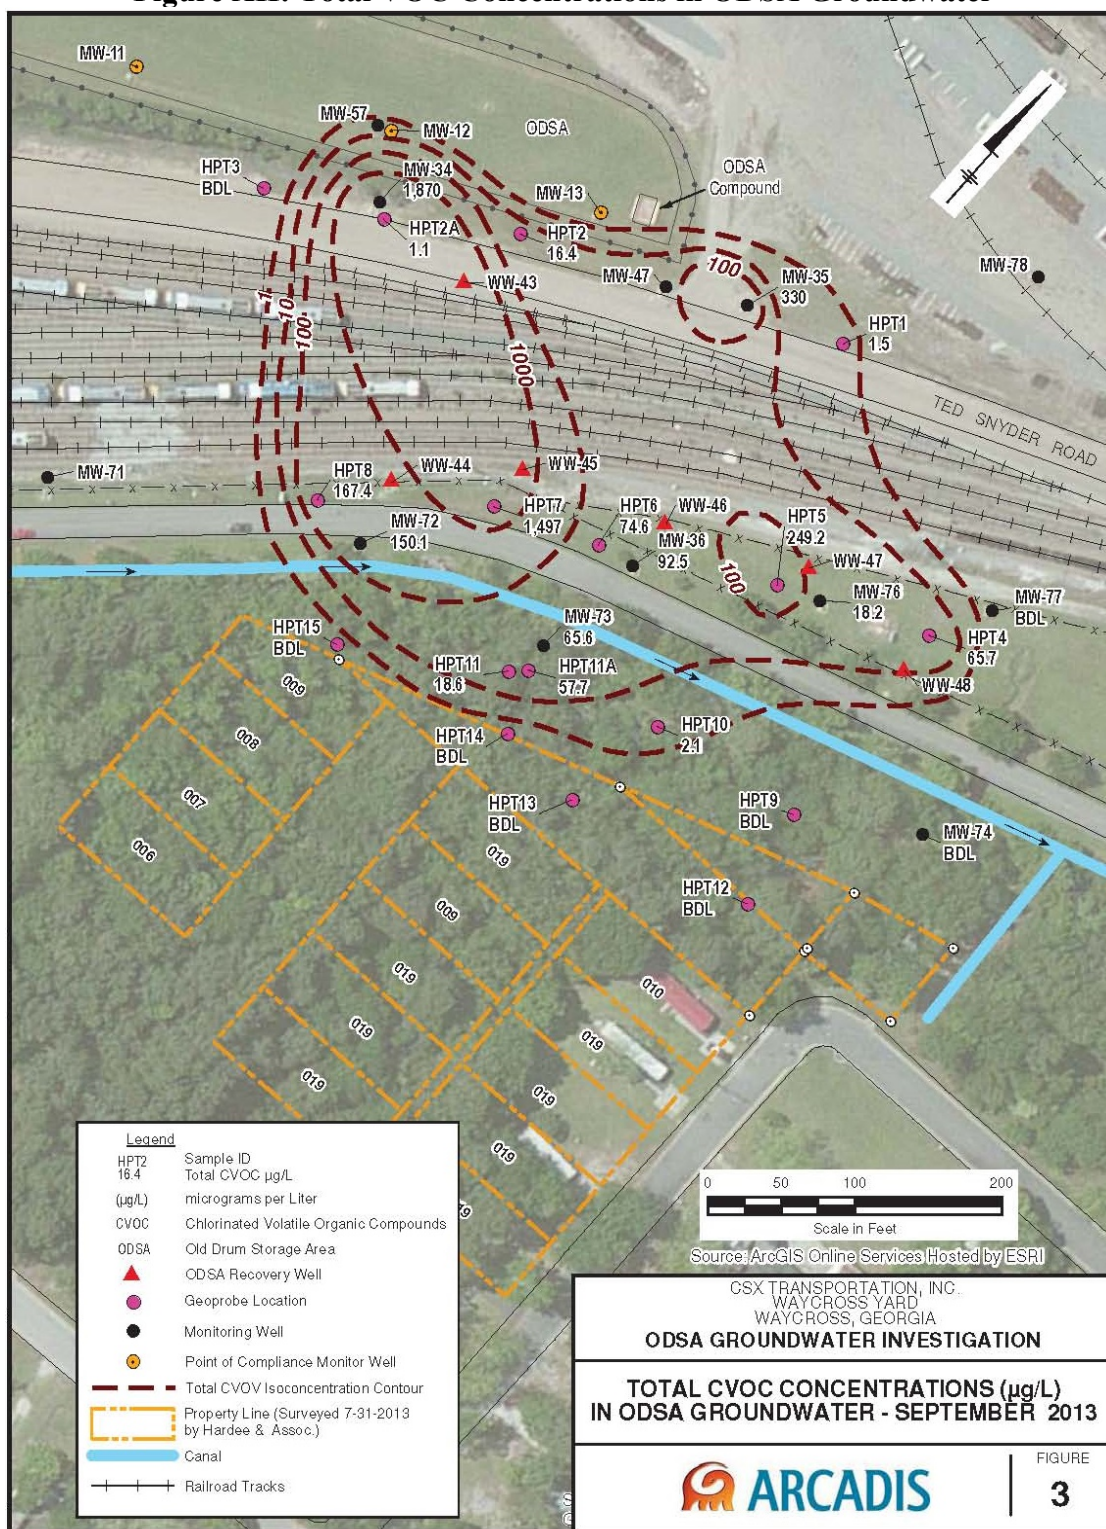 Figure XIII: Total VOC Concentrations in ODSA Groundwater
MW-11
MW-57
MW-12
ODSA
HPT3
BDL
MW-34
1,870
MW-13
ODSA
Compound
HPT2A
1.1
HPT2
16.4
MW-78
WW-43
MW-47
100
MW-35
330
1
10
100
HPT1
1.5
1000
TED SNYDER ROAD
MW-71
HPT8
167.4
WW-44
WW-45
HPT7
1,497
HPT6
74.6
WW-46
HPT5
249.2
MW-72
150.1
MW-36
92.5
100
WW-47
MW-76
18.2
MW-77
BDL
HPT15
BDL
MW-73
65.6
HPT4
65.7
HPT11
18.6
HPT11A
57.7
WW-48
009
008
007
006
HPT14
BDL
HPT10
2.1
HPT13
BDL
HPT9
BDL
MW-74
BDL
019
009
HPT12
BDL
019
010
019
019
019
019
019
019
Legend
HPT2 Sample ID
16.4 Total CVOC µg/L
(µg/L) micrograms per Liter
CVOC Chlorinated Volatile Organic Compounds
ODSA Old Drum Storage Area
ODSA Recovery Well
Geoprobe Location
Monitoring Well
Point of Compliance Monitor Well
Total CVOV Isoconcentration Contour
Property Line (Surveyed 7-31-2013
by Hardee & Assoc.)
Canal
Railroad Tracks
0 50 100 200
Scale in Feet
Source: ArcGIS Online Services Hosted by ESRI
CSX TRANSPORTATION, INC.
WAYCROSS YARD
WAYCROSS, GEORGIA
ODSA GROUNDWATER INVESTIGATION
TOTAL CVOC CONCENTRATIONS (µg/L)
IN ODSA GROUNDWATER - SEPTEMBER 2013
ARCADIS
FIGURE
3